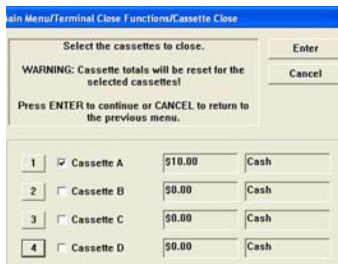 ain Menu/Terminal Close Functions/Cassette Close
Select the cassettes to close.
WARNING: Cassette totals will be reset for the
selected cassettes!
Press ENTER to continue or CANCEL to return to
the previous menu.
Enter
Cancel
1 Cassette A $10.00 Cash
2 Cassette B $0.00 Cash
3 Cassette C $0.00 Cash
4 Cassette D $0.00 Cash